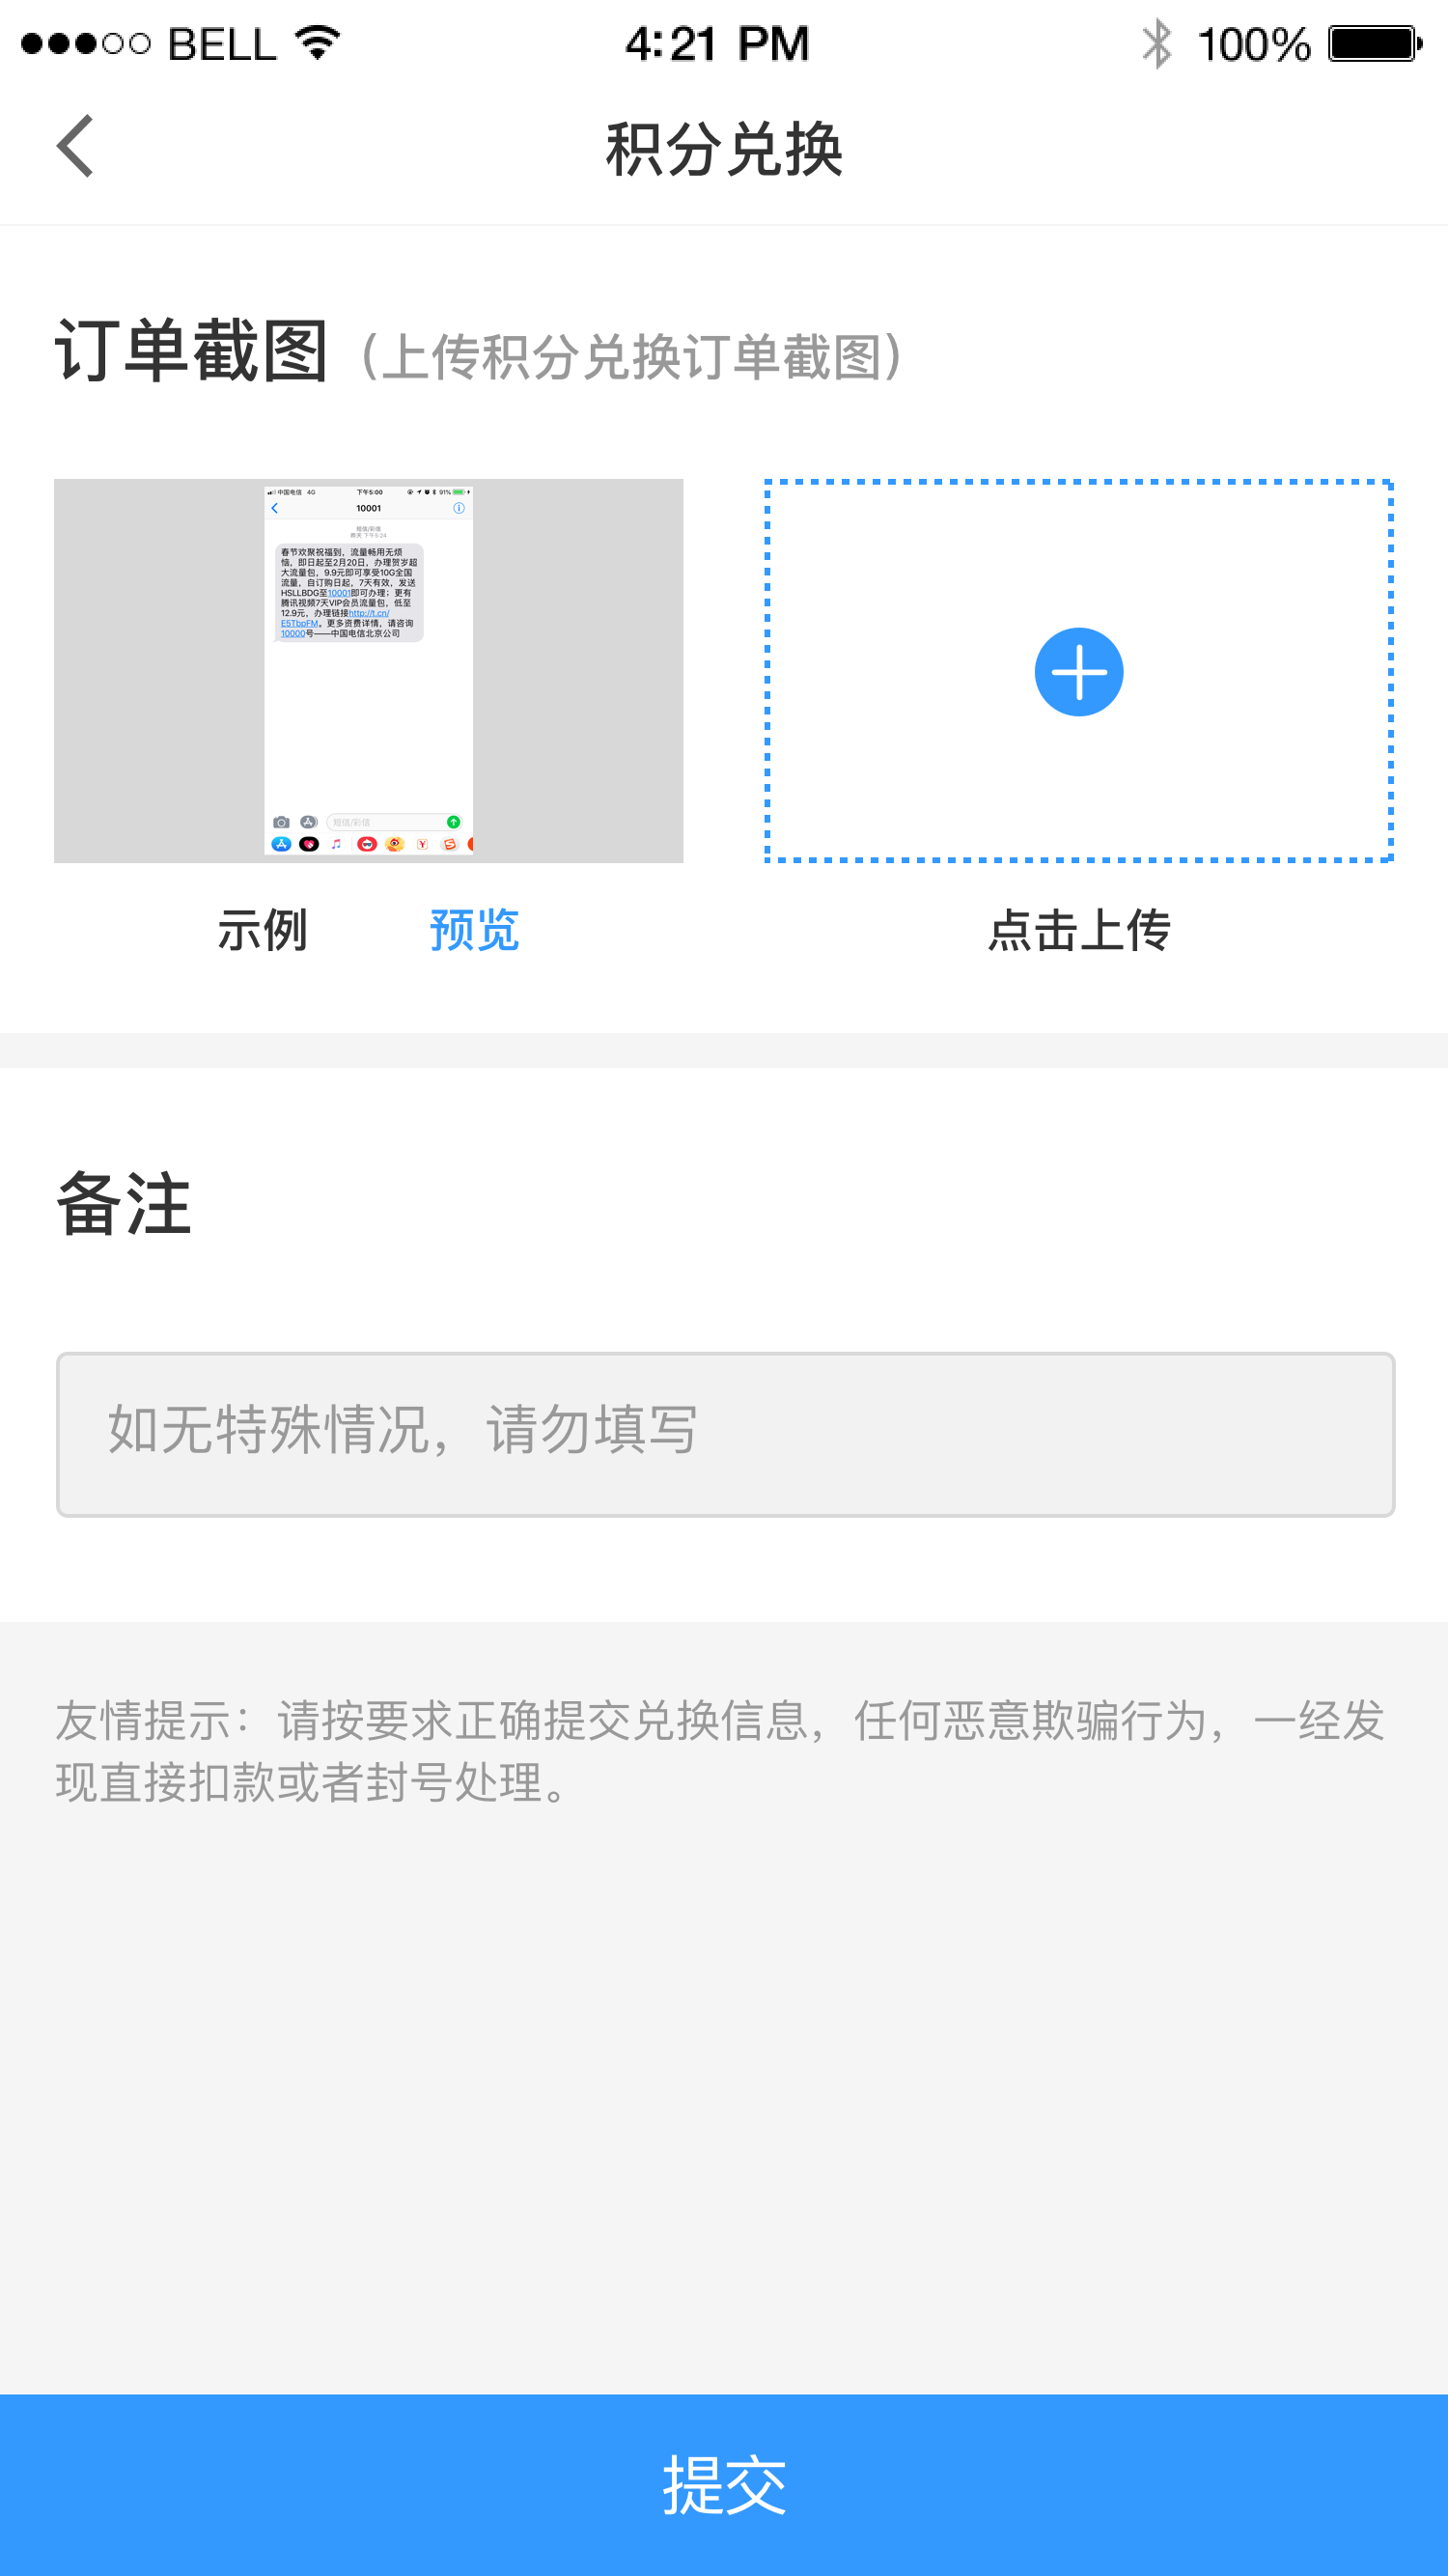 BELL 4:21 PM 100%
积分兑换
订单截图 (上传积分兑换订单截图)
中国电信 4G 下午5:00 91%
10001
短信/彩信
昨天 下午5:24
春节欢聚祝福到，流量畅用无烦
恼，即日起至2月20日，办理贺岁超
大流量包，9.9元即可享受10G全国
流量，自订购日起，7天有效，发送
HSLLBDG至10001即可办理；更有
腾讯视频7天VIP会员流量包，低至
12.9元，办理链接http://t.cn/
E5TbpFM。更多资费详情，请咨询
10000号——中国电信北京公司
短信/彩信
示例 预览 点击上传
备注
如无特殊情况，请勿填写
友情提示：请按要求正确提交兑换信息，任何恶意欺骗行为，一经发
现直接扣款或者封号处理。
提交